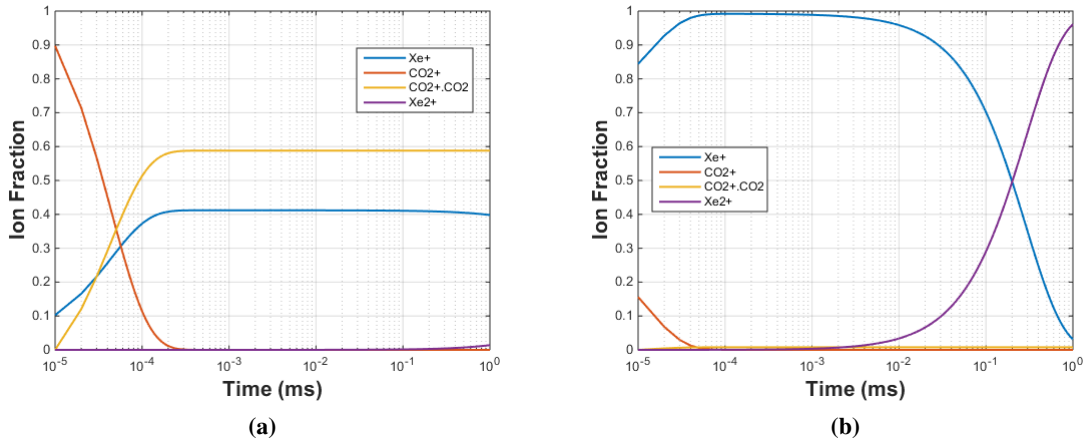 1
0.9
0.8
0.7
0.6
0.5
0.4
0.3
0.2
0.1
0
Ion Fraction
Xe+
CO2+
CO2+.CO2
Xe2+
10-5
10-4
10-3
10-2
10-1
100
Time (ms)
(a)
1
0.9
0.8
0.7
0.6
0.5
0.4
0.3
0.2
0.1
0
Ion Fraction
Xe+
CO2+
CO2+.CO2
Xe2+
10-5
10-4
10-3
10-2
10-1
100
Time (ms)
(b)